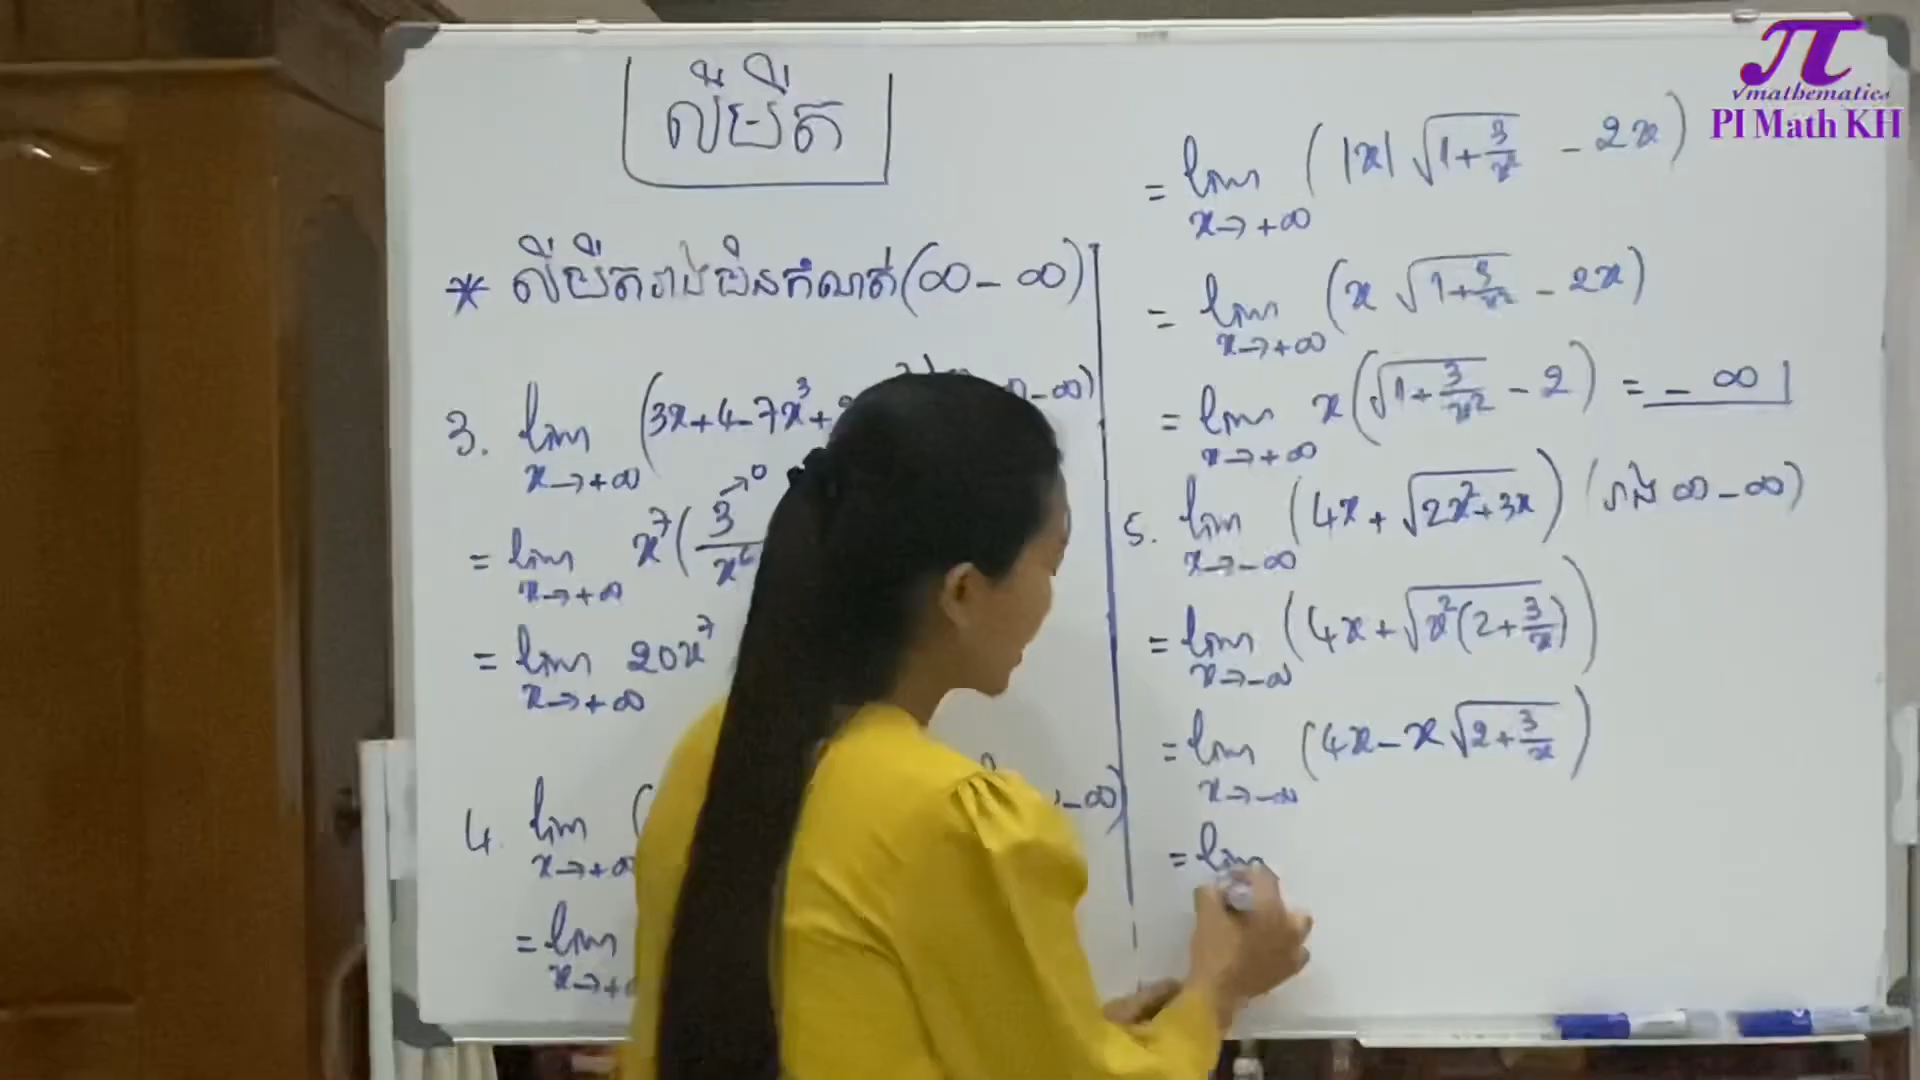 លីមីត
* លីមីតរាងមិនកំណត់ (∞ - ∞)
3. lim (3x+4-7x³+
x→+∞
-∞)
= lim x⁷(3/x⁶
→0
x→+∞
= lim 20x⁷
x→+∞
4. lim (
x→+∞
-∞)
= lim
x→+∞
= lim (|x|√(1+3/x²) - 2x)
x→+∞
= lim (x√(1+3/x²) - 2x)
x→+∞
= lim x(√(1+3/x²) - 2) = -∞
x→+∞
5. lim (4x+√(2x²+3x)) (រាង ∞-∞)
x→-∞
= lim (4x+√(x²(2+3/x)))
x→-∞
= lim (4x-x√(2+3/x))
x→-∞
= lim
π
√mathematics
PI Math KH